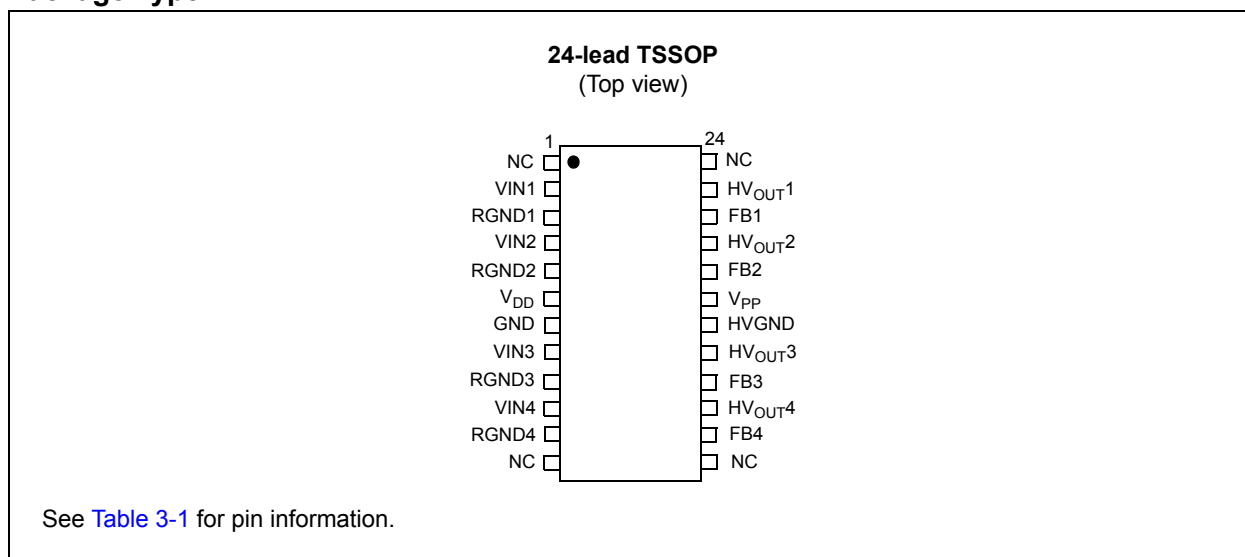 24-lead TSSOP
(Top view)
1 24
NC NC
VIN1 HVOUT1
RGND1 FB1
VIN2 HVOUT2
RGND2 FB2
VDD VPP
GND HVGND
VIN3 HVOUT3
RGND3 FB3
VIN4 HVOUT4
RGND4 FB4
NC NC
See Table 3-1 for pin information.